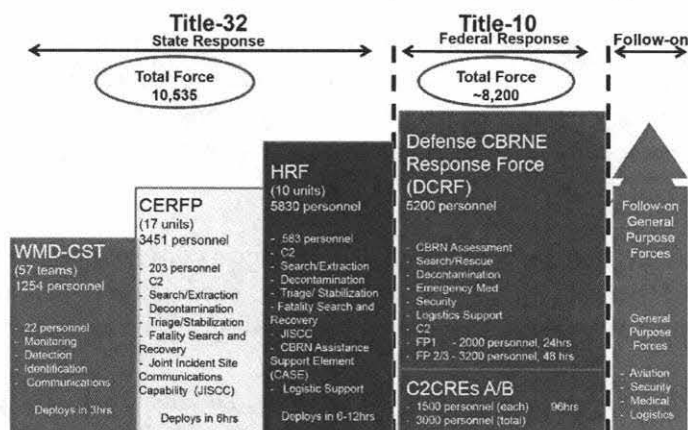 Title-32
State Response
Total Force
10,535
Title-10
Federal Response
Total Force
~8,200
Follow-on
WMD-CST
(57 teams)
1254 personnel
- 22 personnel
- Monitoring
- Detection
- Identification
- Communications
Deploys in 3hrs
CERFP
(17 units)
3451 personnel
- 203 personnel
- C2
- Search/Extraction
- Decontamination
- Triage/Stabilization
- Fatality Search and
Recovery
- Joint Incident Site
Communications
Capability (JISCC)
Deploys in 6hrs
HRF
(10 units)
5830 personnel
- 583 personnel
- C2
- Search/Extraction
- Decontamination
- Triage/ Stabilization
- Fatality Search and
Recovery
- JISCC
- CBRN Assistance
Support Element
(CASE)
- Logistic Support
Deploys in 6-12hrs
Defense CBRNE
Response Force
(DCRF)
5200 personnel
- CBRN Assessment
- Search/Rescue
- Decontamination
- Emergency Med
- Security
- Logistics Support
- C2
- FP1 - 2000 personnel, 24hrs
- FP 2/3 - 3200 personnel, 48 hrs
C2CREs A/B
- 1500 personnel (each) 96hrs
- 3000 personnel (total)
Follow-on
General
Purpose
Forces
General
Purpose
Forces
- Aviation
- Security
- Medical
- Logistics